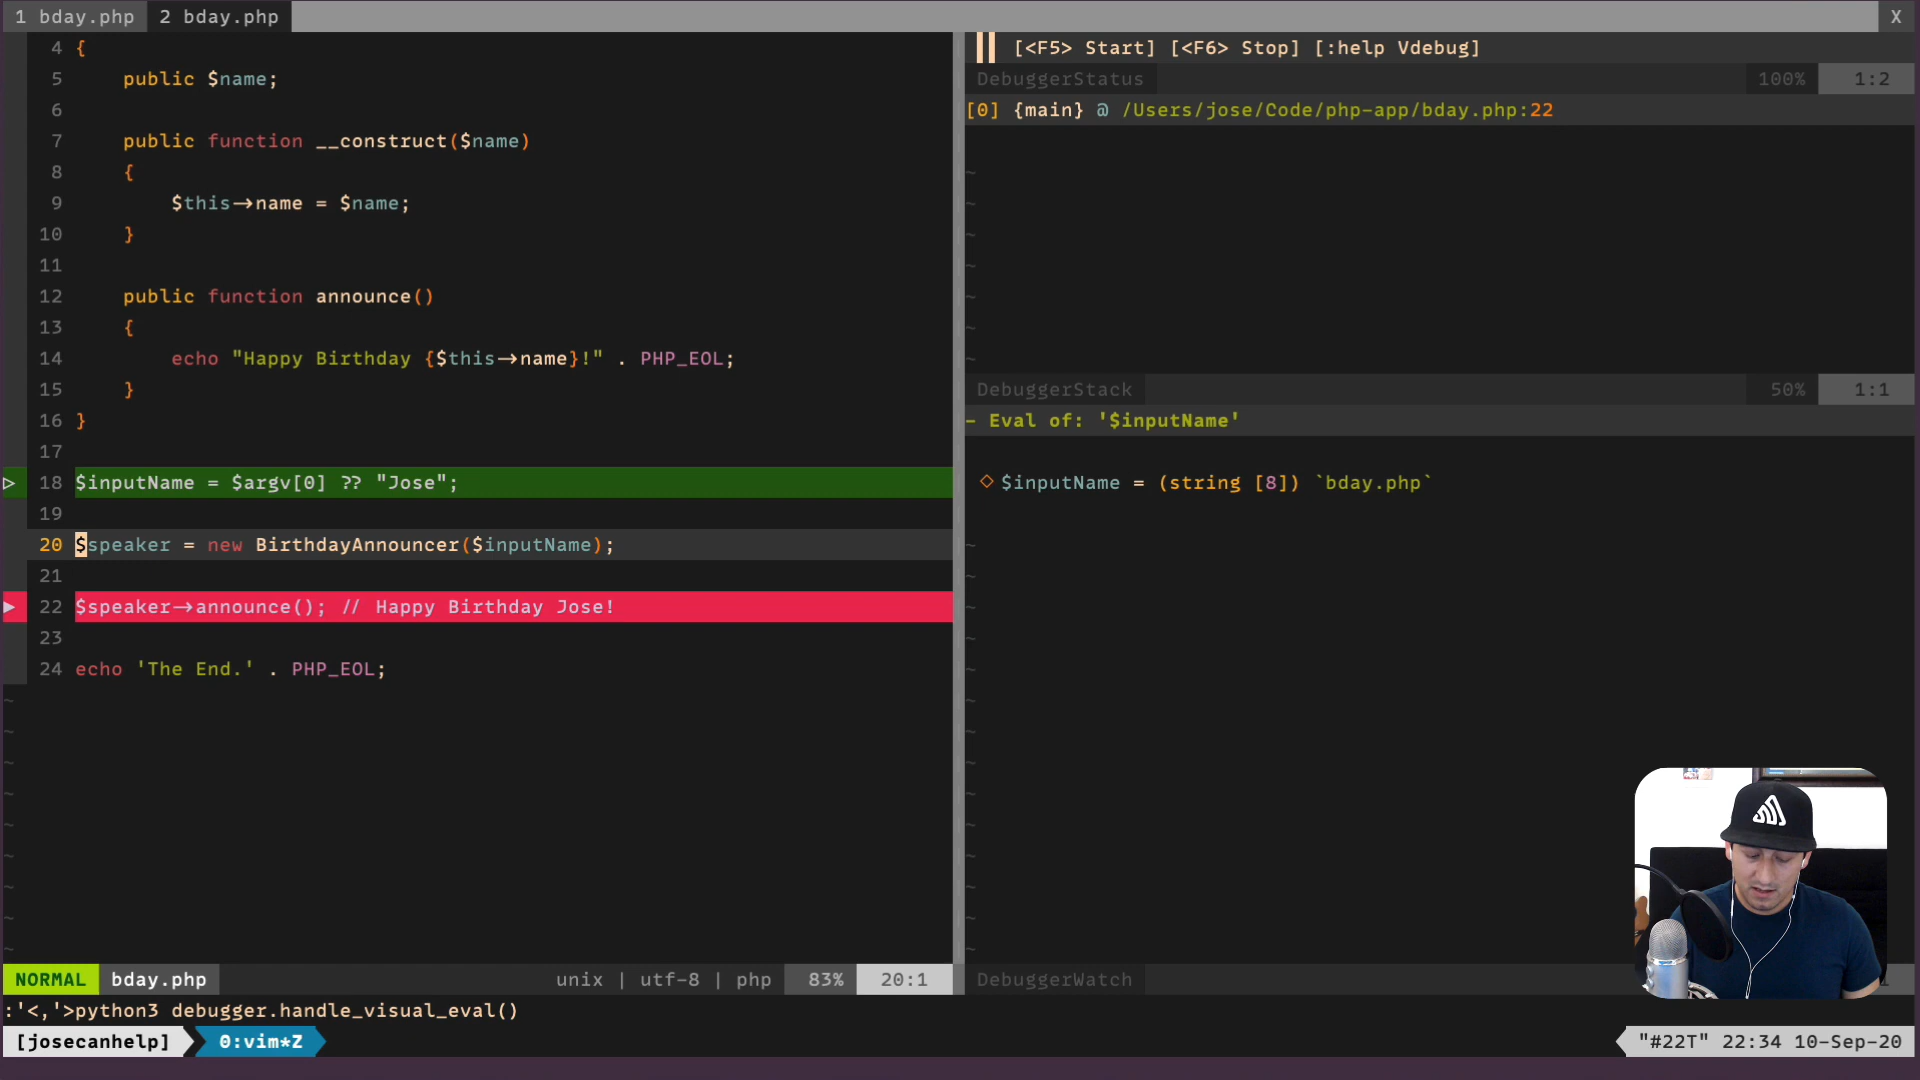 1 bday.php 2 bday.php X
4 {
5 public $name;
6
7 public function __construct($name)
8 {
9 $this->name = $name;
10 }
11
12 public function announce()
13 {
14 echo "Happy Birthday {$this->name}!" . PHP_EOL;
15 }
16 }
17
18 $inputName = $argv[0] ?? "Jose";
19
20 $speaker = new BirthdayAnnouncer($inputName);
21
22 $speaker->announce(); // Happy Birthday Jose!
23
24 echo 'The End.' . PHP_EOL;
NORMAL bday.php unix | utf-8 | php 83% 20:1
[<F5> Start] [<F6> Stop] [:help Vdebug]
DebuggerStatus 100% 1:2
[0] {main} @ /Users/jose/Code/php-app/bday.php:22
DebuggerStack 50% 1:1
- Eval of: '$inputName'
◇ $inputName = (string [8]) `bday.php`
DebuggerWatch
:'<,'>python3 debugger.handle_visual_eval()
[josecanhelp] 0:vim*Z "#22T" 22:34 10-Sep-20